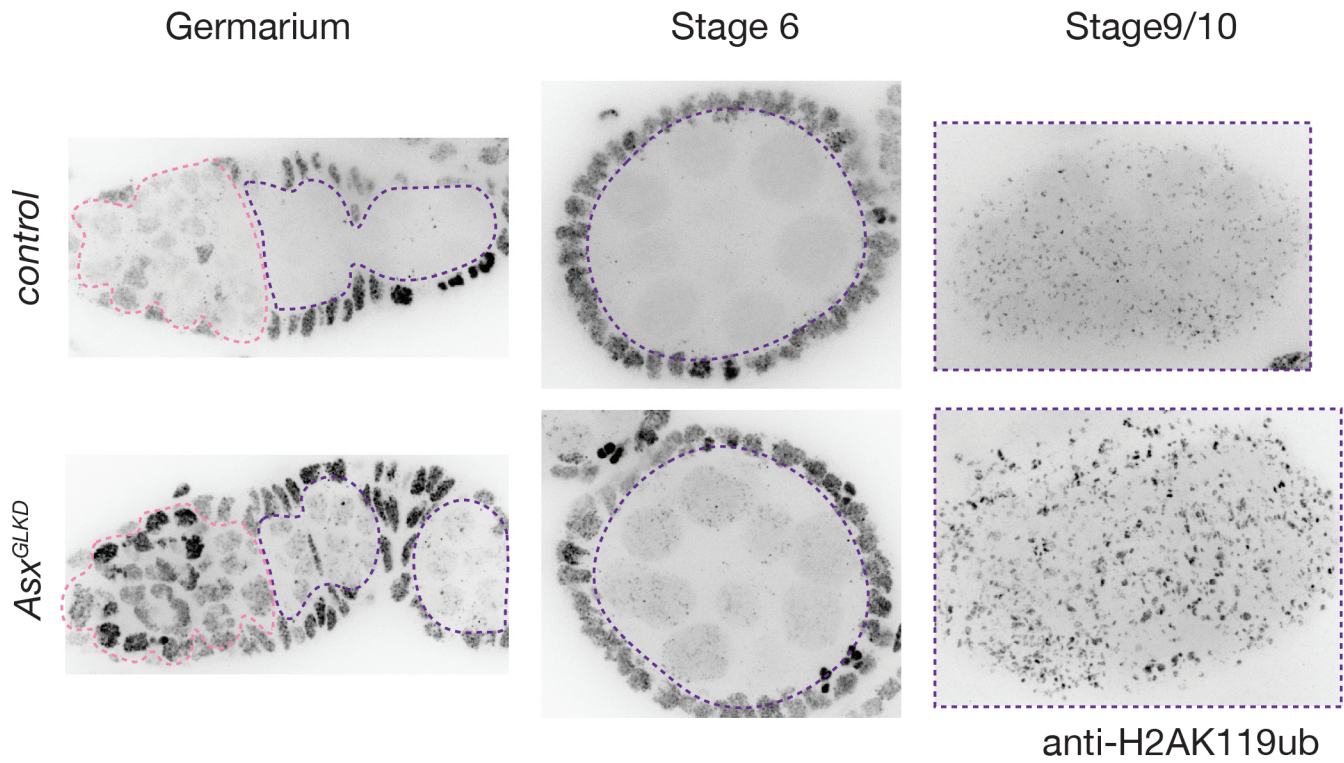 Germarium
Stage 6
Stage9/10
control
Asx^GLKD
anti-H2AK119ub